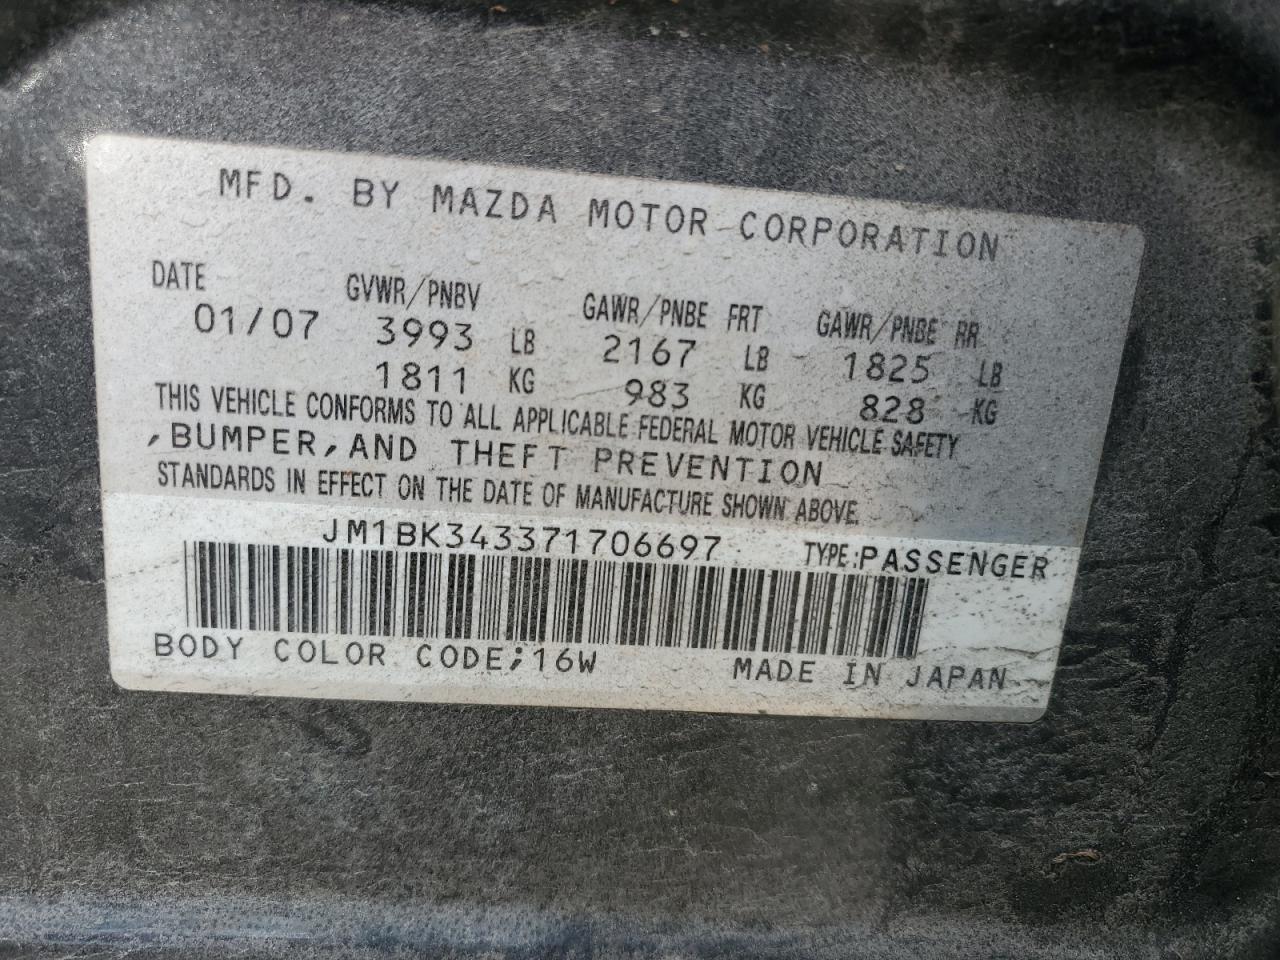 MFD. BY MAZDA MOTOR CORPORATION
DATE GVWR/PNBV GAWR/PNBE FRT GAWR/PNBE RR
01/07 3993 LB 2167 LB 1825 LB
1811 KG 983 KG 828 KG
THIS VEHICLE CONFORMS TO ALL APPLICABLE FEDERAL MOTOR VEHICLE SAFETY
,BUMPER,AND THEFT PREVENTION
STANDARDS IN EFFECT ON THE DATE OF MANUFACTURE SHOWN ABOVE.
JM1BK343371706697 TYPE:PASSENGER
BODY COLOR CODE;16W MADE IN JAPAN